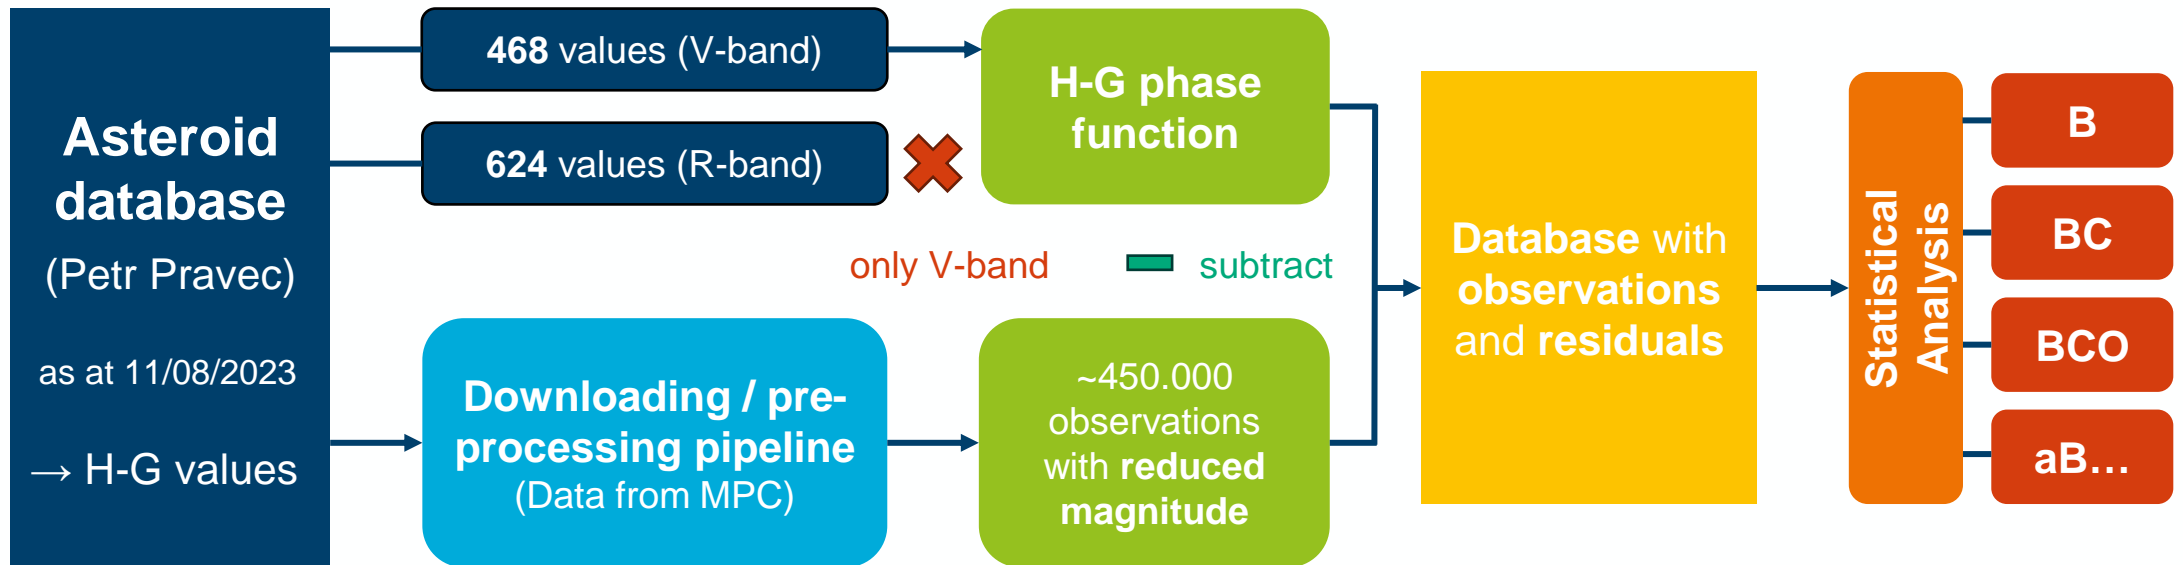 Asteroid
database
(Petr Pravec)
as at 11/08/2023
→ H-G values
468 values (V-band)
624 values (R-band)
H-G phase
function
only V-band
subtract
Downloading / pre-
processing pipeline
(Data from MPC)
~450.000
observations
with reduced
magnitude
Database with
observations
and residuals
Statistical
Analysis
B
BC
BCO
aB…